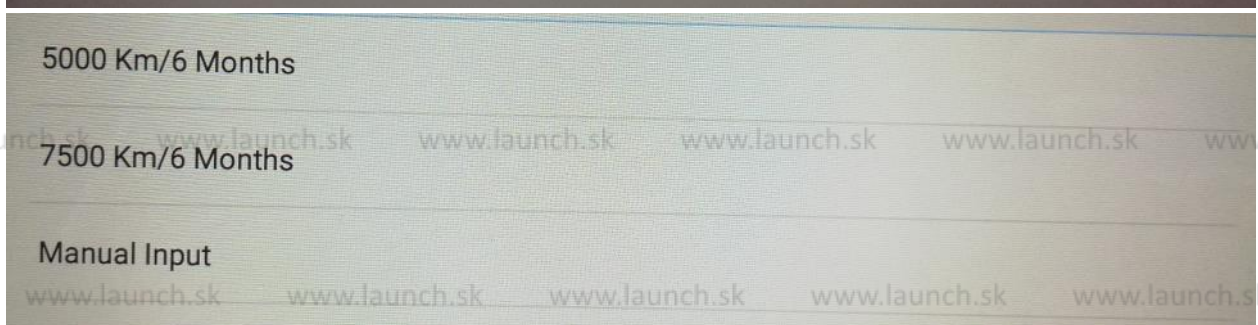 5000 Km/6 Months
www.launch.sk www.launch.sk www.launch.sk www.launch.sk
7500 Km/6 Months
Manual Input
www.launch.sk www.launch.sk www.launch.sk www.launch.sk www.launch.s